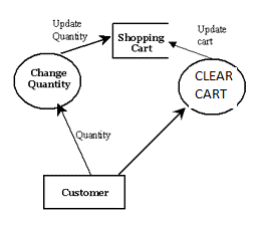 Update
Quantity
Shopping
Cart
Update
cart
Change
Quantity
CLEAR
CART
Quantity
Customer